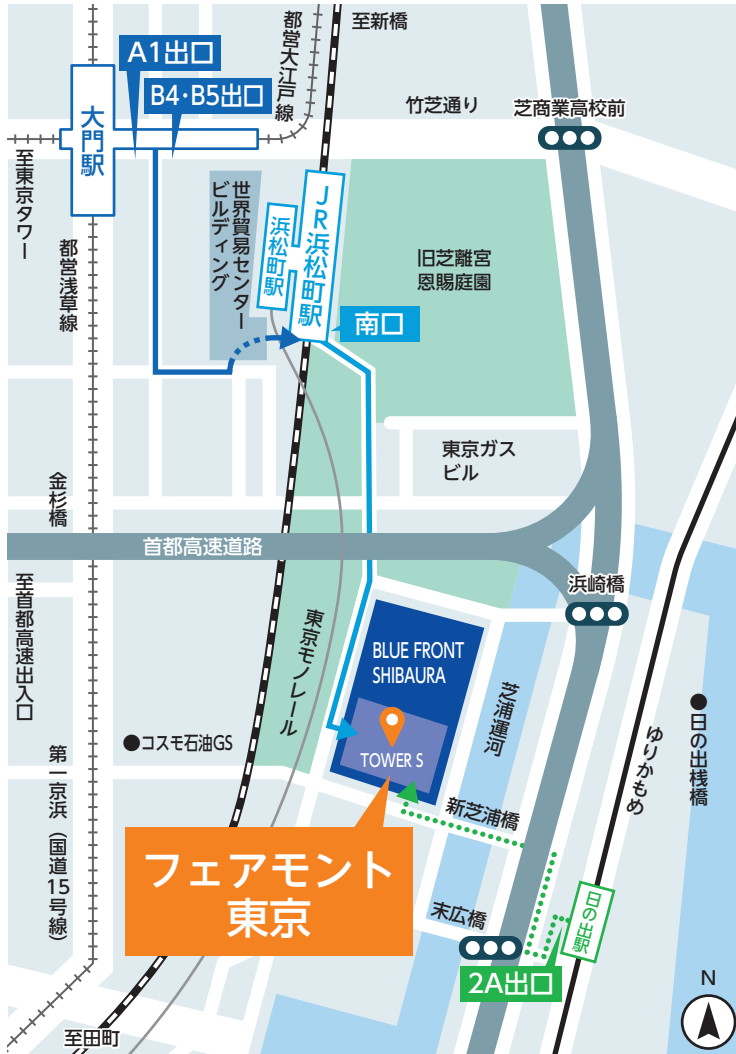 至新橋
都営大江戸線
A1出口
B4・B5出口
竹芝通り
芝商業高校前
大門駅
至東京タワー
世界貿易センター
ビルディング
浜松町駅
JR浜松町駅
旧芝離宮
恩賜庭園
都営浅草線
南口
東京ガス
ビル
金杉橋
首都高速道路
至首都高速出入口
浜崎橋
東京モノレール
BLUE FRONT
SHIBAURA
芝浦運河
日の出桟橋
ゆりかもめ
コスモ石油GS
TOWER S
第一京浜（国道15号線）
新芝浦橋
フェアモント
東京
末広橋
日の出駅
2A出口
N
至田町